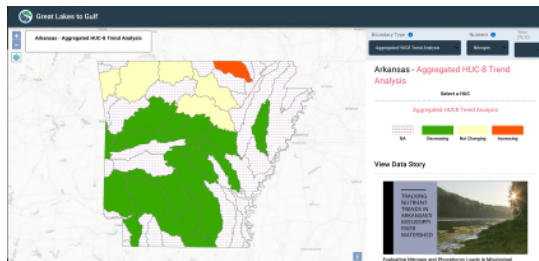 Great Lakes to Gulf
Arkansas - Aggregated HUC-8 Trend Analysis
Boundary Type
Nutrient
Aggregated HUC8 Trend Analysis
Nitrogen
Arkansas - Aggregated HUC-8 Trend
Analysis
Select a HUC
Aggregated HUC8 Trend Analysis
NA
Decreasing
Not Changing
Increasing
View Data Story
TRACKING
NUTRIENT
TRENDS IN
ARKANSAS'S
MISSISSIPPI
RIVER
WATERSHED
Evaluating Nitrogen and Phosphorus Loads in Mississippi